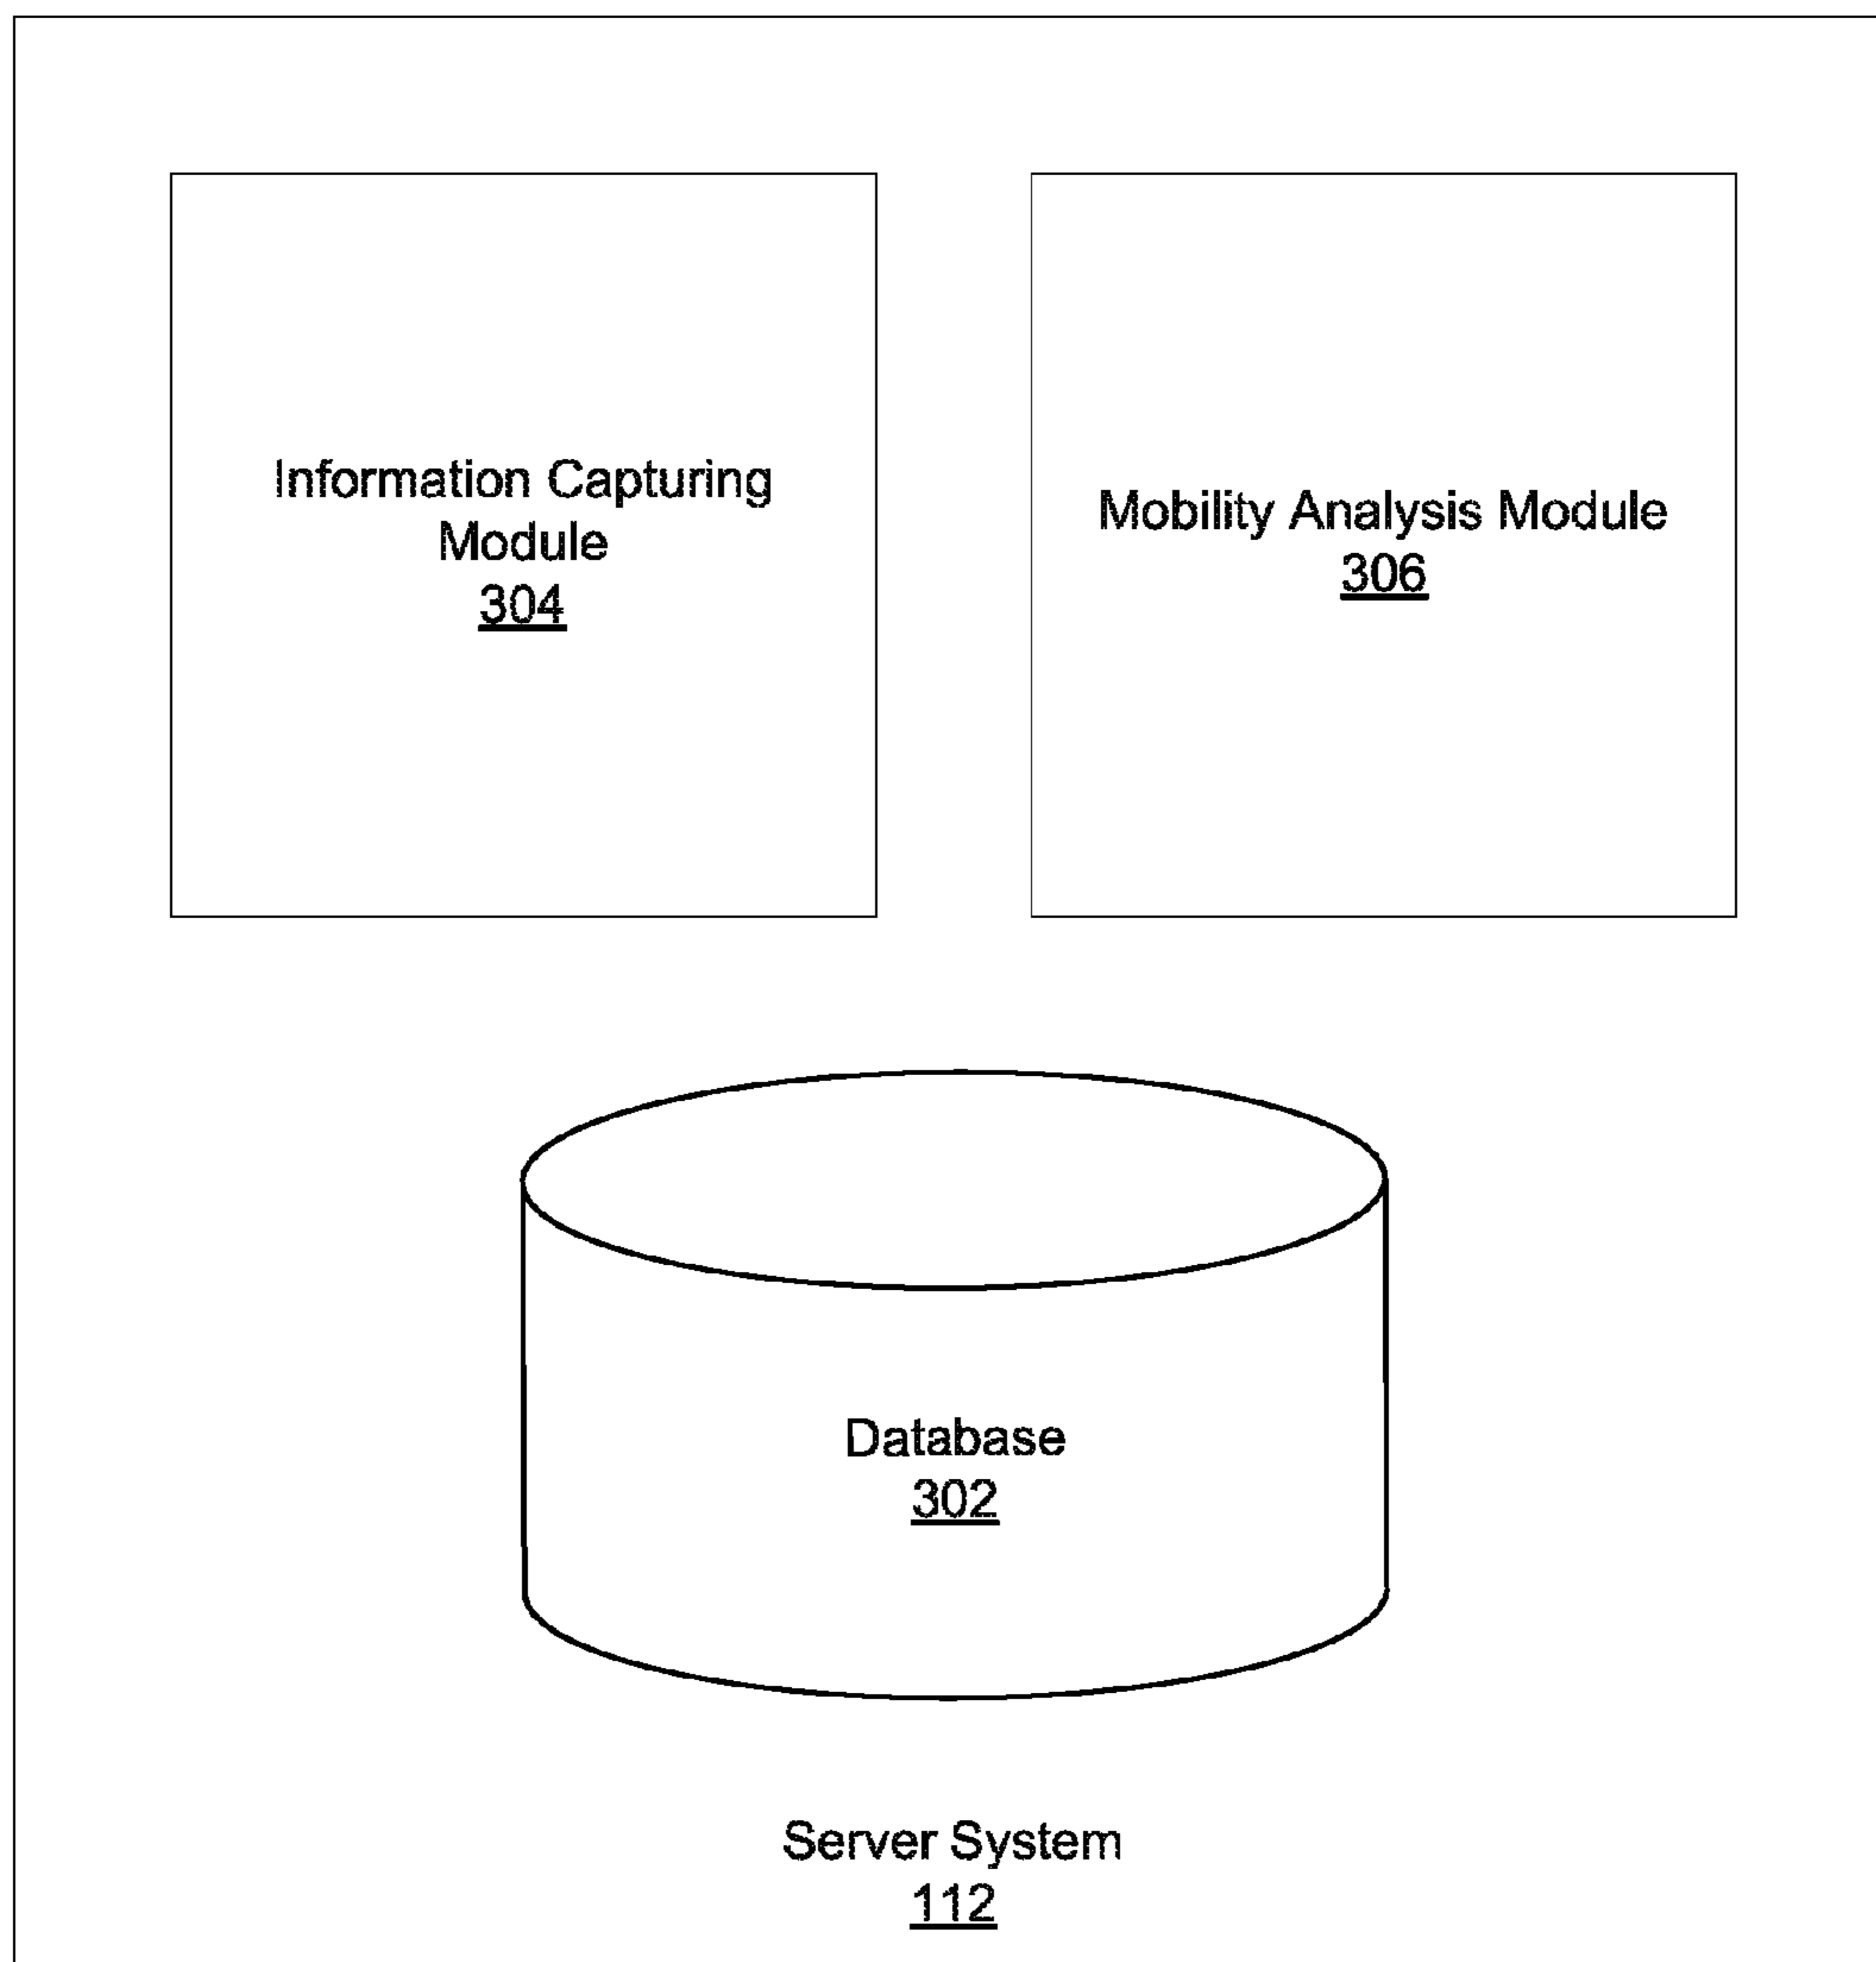 Information Capturing
Module
304
Mobility Analysis Module
306
Database
302
Server System
112